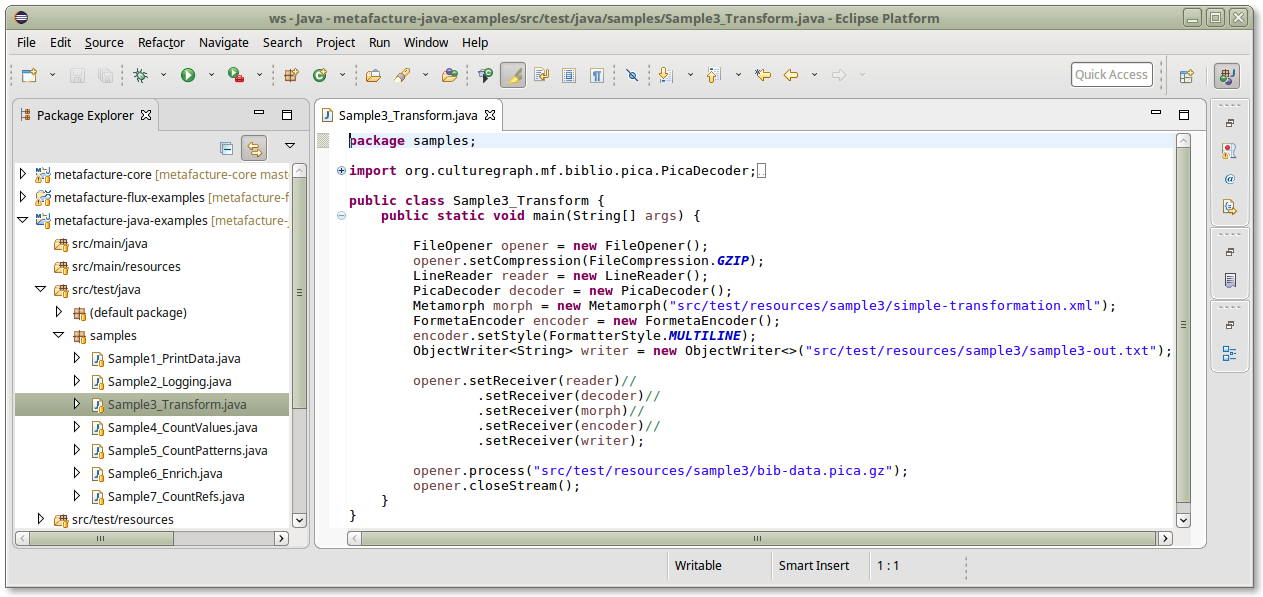 ws - Java - metafacture-java-examples/src/test/java/samples/Sample3_Transform.java - Eclipse Platform
File Edit Source Refactor Navigate Search Project Run Window Help
Quick Access
Package Explorer
metafacture-core [metafacture-core mast
metafacture-flux-examples [metafacture-f
metafacture-java-examples [metafacture-j
src/main/java
src/main/resources
src/test/java
(default package)
samples
Sample1_PrintData.java
Sample2_Logging.java
Sample3_Transform.java
Sample4_CountValues.java
Sample5_CountPatterns.java
Sample6_Enrich.java
Sample7_CountRefs.java
src/test/resources
Sample3_Transform.java
package samples;
import org.culturegraph.mf.biblio.pica.PicaDecoder;
public class Sample3_Transform {
public static void main(String[] args) {
FileOpener opener = new FileOpener();
opener.setCompression(FileCompression.GZIP);
LineReader reader = new LineReader();
PicaDecoder decoder = new PicaDecoder();
Metamorph morph = new Metamorph("src/test/resources/sample3/simple-transformation.xml");
FormetaEncoder encoder = new FormetaEncoder();
encoder.setStyle(FormatterStyle.MULTILINE);
ObjectWriter<String> writer = new ObjectWriter<>("src/test/resources/sample3/sample3-out.txt");
opener.setReceiver(reader)//
.setReceiver(decoder)//
.setReceiver(morph)//
.setReceiver(encoder)//
.setReceiver(writer);
opener.process("src/test/resources/sample3/bib-data.pica.gz");
opener.closeStream();
}
}
Writable Smart Insert 1 : 1